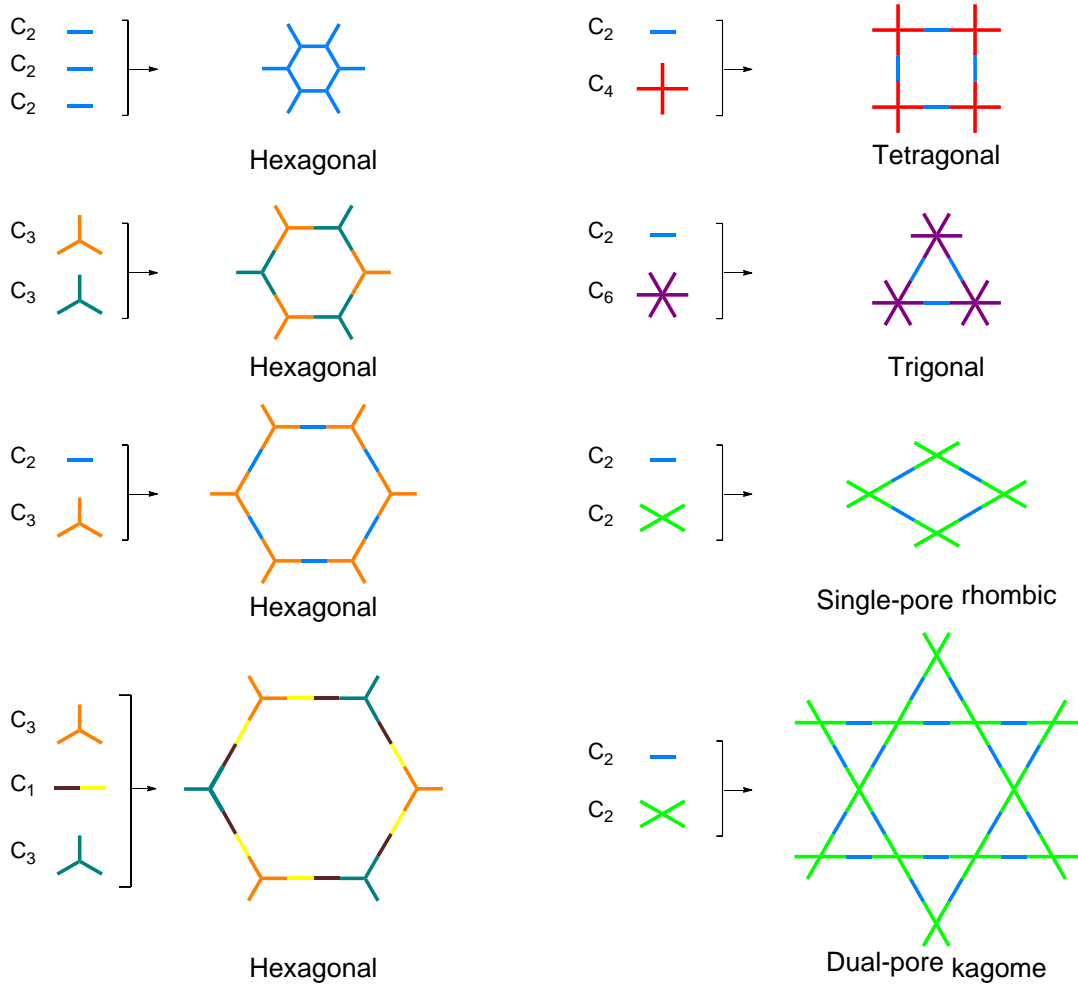 C2
C2
C2
Hexagonal
C2
C4
Tetragonal
C3
C3
Hexagonal
C2
C6
Trigonal
C2
C3
Hexagonal
C2
C2
Single-pore rhombic
C3
C1
C3
Hexagonal
C2
C2
Dual-pore kagome